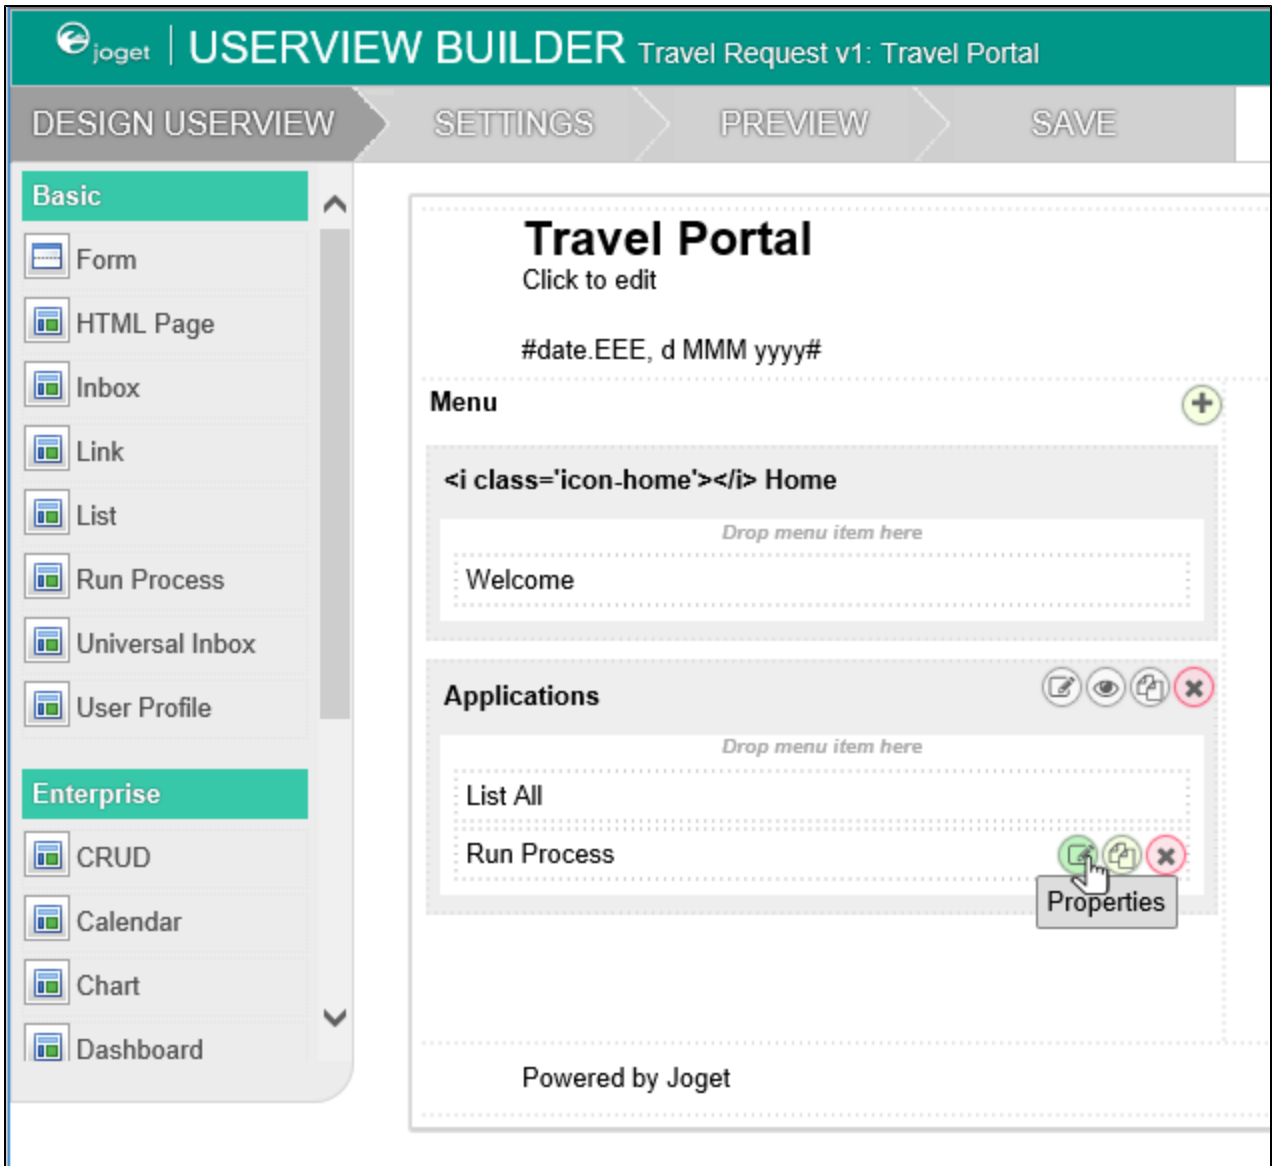 joget | USERVIEW BUILDER Travel Request v1: Travel Portal
DESIGN USERVIEW SETTINGS PREVIEW SAVE
Basic
Form
HTML Page
Inbox
Link
List
Run Process
Universal Inbox
User Profile
Enterprise
CRUD
Calendar
Chart
Dashboard
Travel Portal
Click to edit
#date.EEE, d MMM yyyy#
Menu
<i class='icon-home'></i> Home
Drop menu item here
Welcome
Applications
Drop menu item here
List All
Run Process
Properties
Powered by Joget